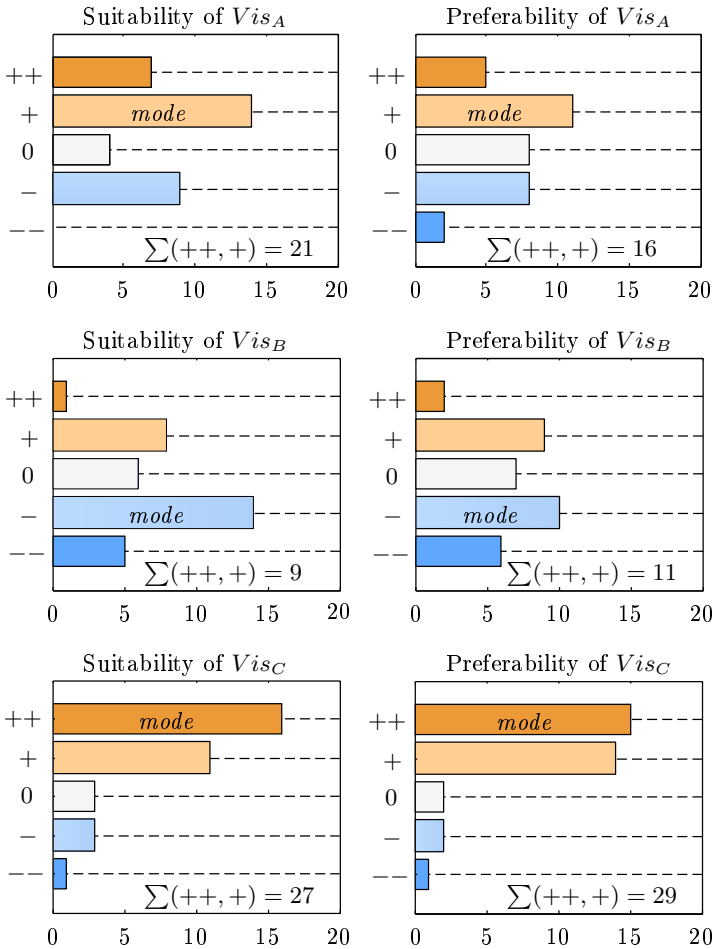 Suitability of Vis_A
++
+ mode
0
−
−−
∑(++, +) = 21
0 5 10 15 20
Preferability of Vis_A
++
+ mode
0
−
−−
∑(++, +) = 16
0 5 10 15 20
Suitability of Vis_B
++
+
0
− mode
−−
∑(++, +) = 9
0 5 10 15 20
Preferability of Vis_B
++
+
0
− mode
−−
∑(++, +) = 11
0 5 10 15 20
Suitability of Vis_C
++ mode
+
0
−
−−
∑(++, +) = 27
0 5 10 15 20
Preferability of Vis_C
++ mode
+
0
−
−−
∑(++, +) = 29
0 5 10 15 20